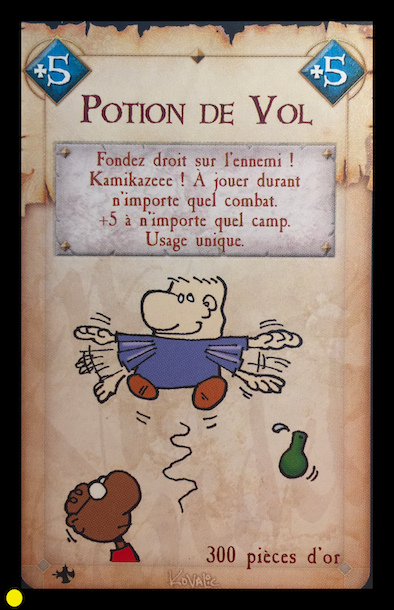 +5
+5
Potion de Vol
Fondez droit sur l'ennemi !
Kamikazeee ! À jouer durant
n'importe quel combat.
+5 à n'importe quel camp.
Usage unique.
300 pièces d'or
Kovalic